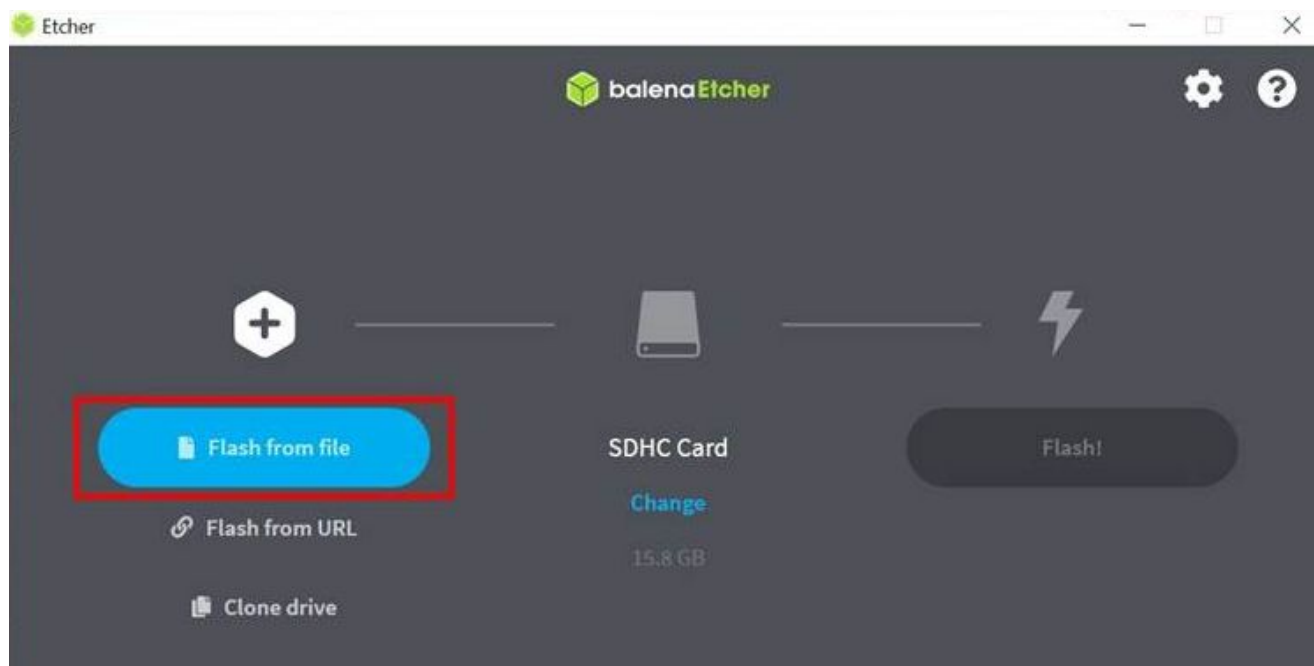 Etcher
balenaEtcher
Flash from file
SDHC Card
Flash!
Change
Flash from URL
15.8 GB
Clone drive